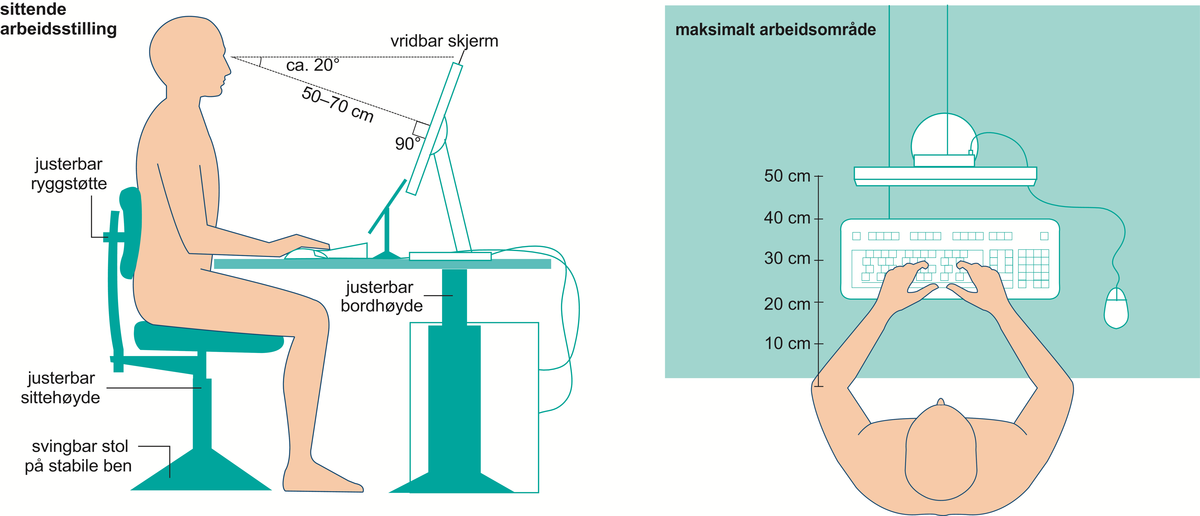 sittende
arbeidsstilling
vridbar skjerm
ca. 20°
50–70 cm
90°
justerbar
ryggstøtte
justerbar
bordhøyde
justerbar
sittehøyde
svingbar stol
på stabile ben
maksimalt arbeidsområde
50 cm
40 cm
30 cm
20 cm
10 cm